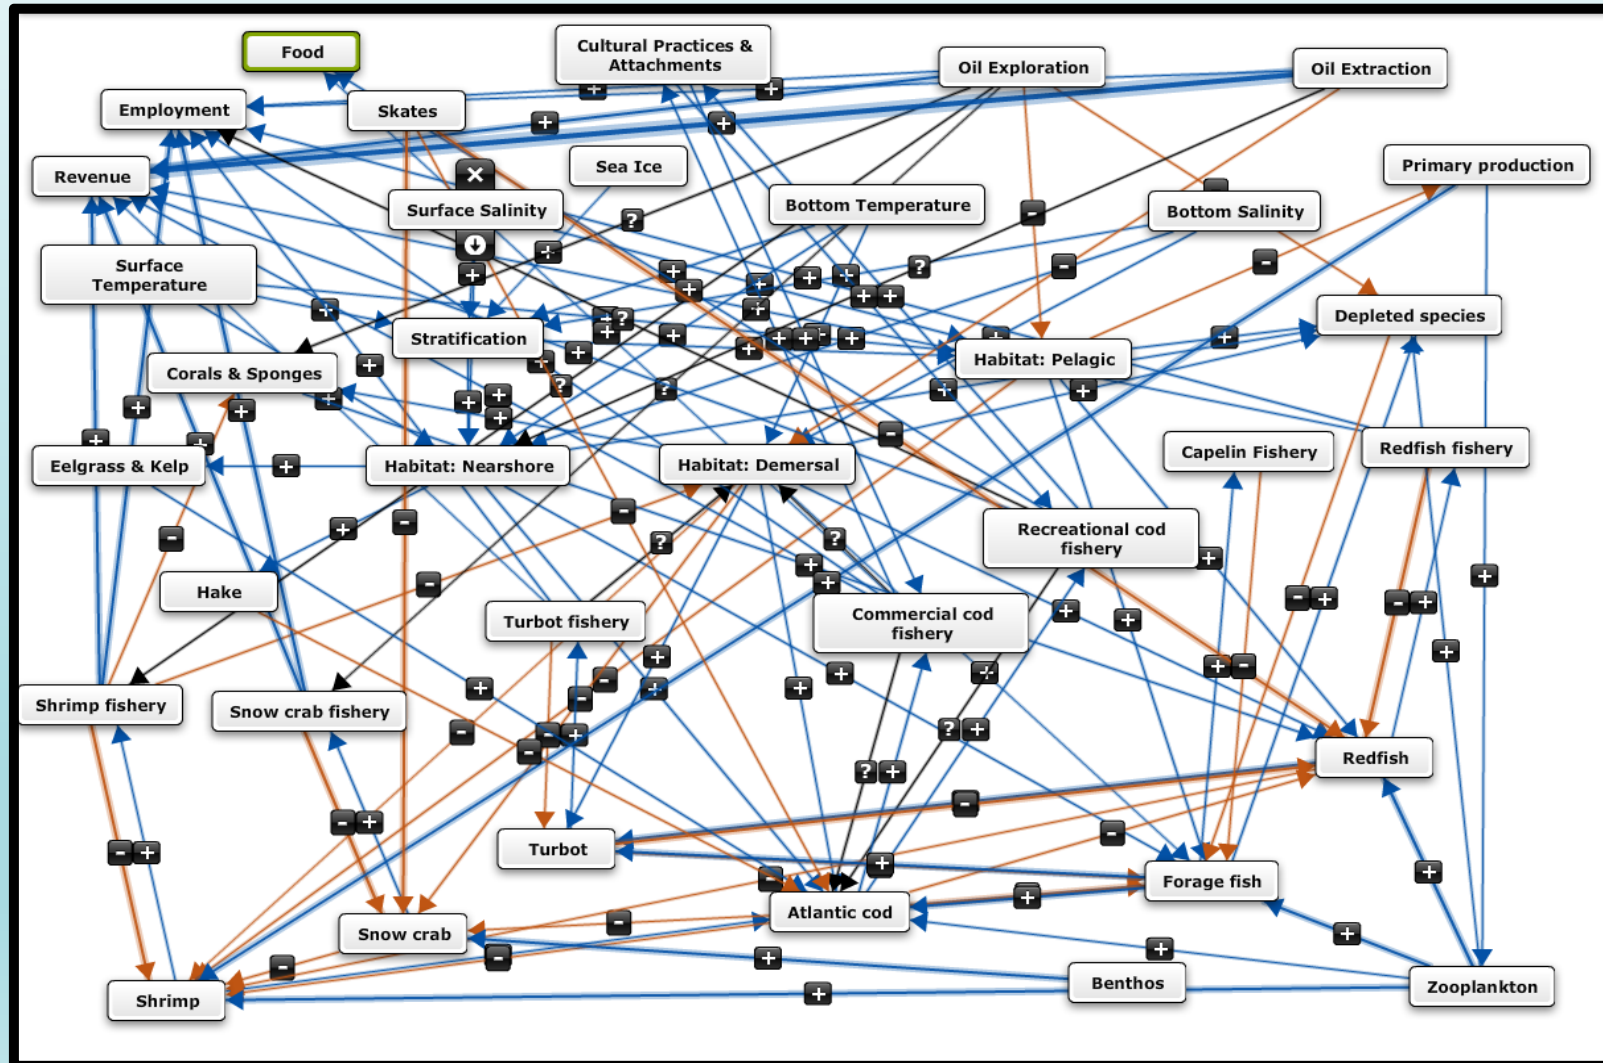 Food
Cultural Practices &
Attachments
Oil Exploration
Oil Extraction
Employment
Skates
Revenue
Sea Ice
Primary production
Surface Salinity
Bottom Temperature
Bottom Salinity
Surface
Temperature
Depleted species
Stratification
Habitat: Pelagic
Corals & Sponges
Eelgrass & Kelp
Habitat: Nearshore
Habitat: Demersal
Capelin Fishery
Redfish fishery
Recreational cod
fishery
Hake
Turbot fishery
Commercial cod
fishery
Shrimp fishery
Snow crab fishery
Redfish
Turbot
Forage fish
Atlantic cod
Snow crab
Benthos
Zooplankton
Shrimp